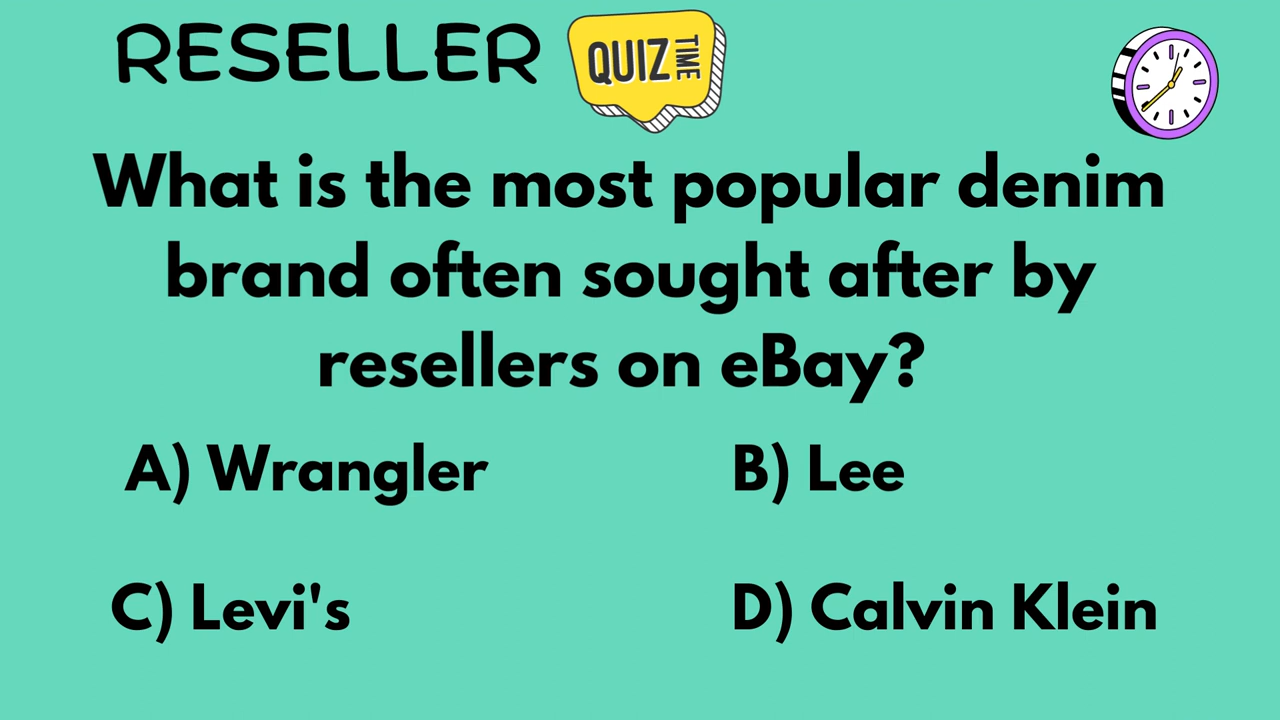 RESELLER
QUIZ TIME
What is the most popular denim
brand often sought after by
resellers on eBay?
A) Wrangler
B) Lee
C) Levi's
D) Calvin Klein